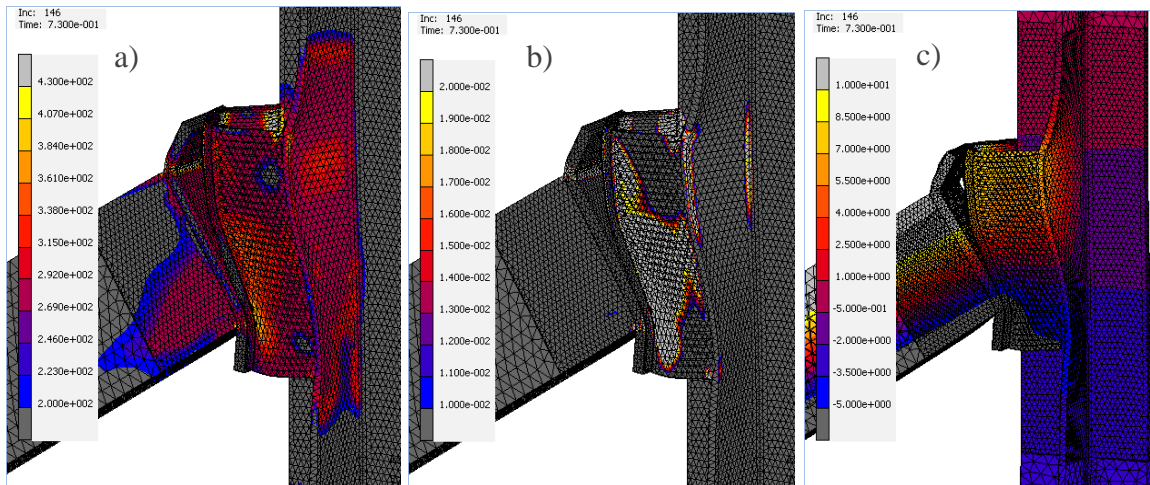 Inc: 146
Time: 7.300e-001
a)
4.300e+002
4.070e+002
3.840e+002
3.610e+002
3.380e+002
3.150e+002
2.920e+002
2.690e+002
2.460e+002
2.230e+002
2.000e+002
Inc: 146
Time: 7.300e-001
b)
2.000e-002
1.900e-002
1.800e-002
1.700e-002
1.600e-002
1.500e-002
1.400e-002
1.300e-002
1.200e-002
1.100e-002
1.000e-002
Inc: 146
Time: 7.300e-001
c)
1.000e+001
8.500e+000
7.000e+000
5.500e+000
4.000e+000
2.500e+000
1.000e+000
-5.000e-001
-2.000e+000
-3.500e+000
-5.000e+000